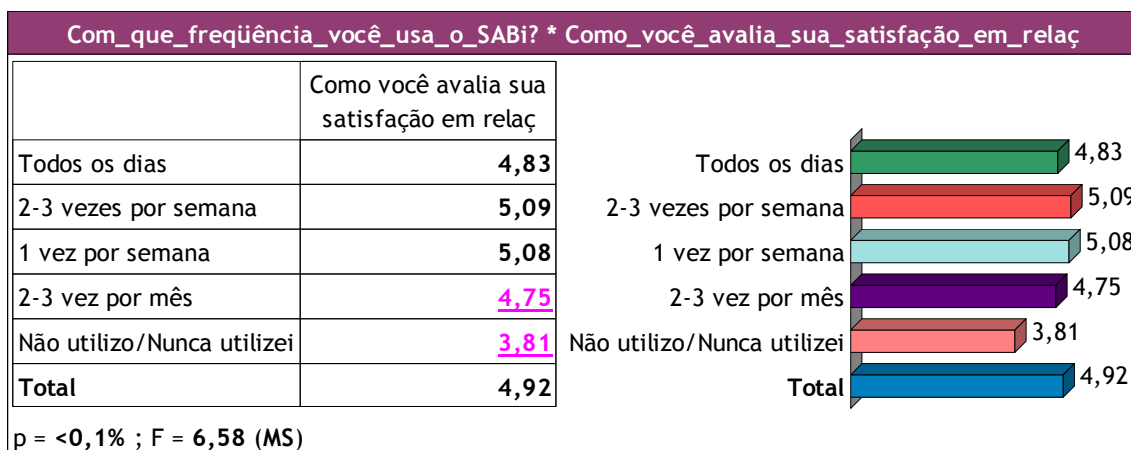 Com_que_freqüência_você_usa_o_SABi? * Como_você_avalia_sua_satisfação_em_relaç
Como você avalia sua
satisfação em relaç
Todos os dias 4,83
2-3 vezes por semana 5,09
1 vez por semana 5,08
2-3 vez por mês 4,75
Não utilizo/Nunca utilizei 3,81
Total 4,92
Todos os dias 4,83
2-3 vezes por semana 5,09
1 vez por semana 5,08
2-3 vez por mês 4,75
Não utilizo/Nunca utilizei 3,81
Total 4,92
p = <0,1% ; F = 6,58 (MS)